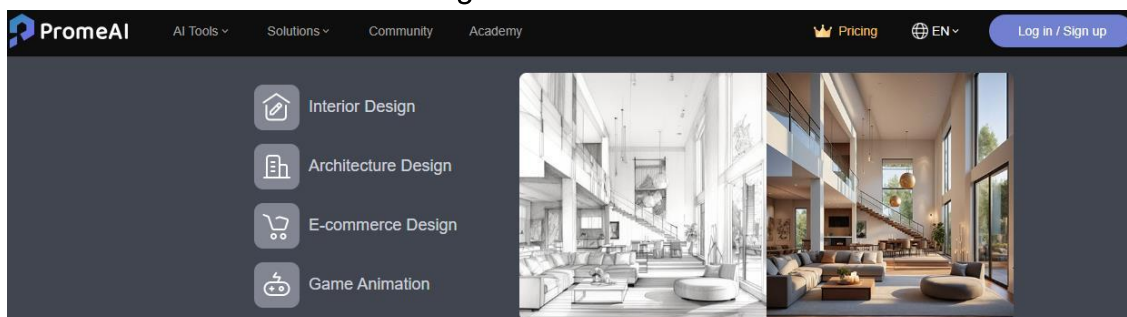 PromeAI AI Tools Solutions Community Academy Pricing EN Log in / Sign up
Interior Design
Architecture Design
E-commerce Design
Game Animation